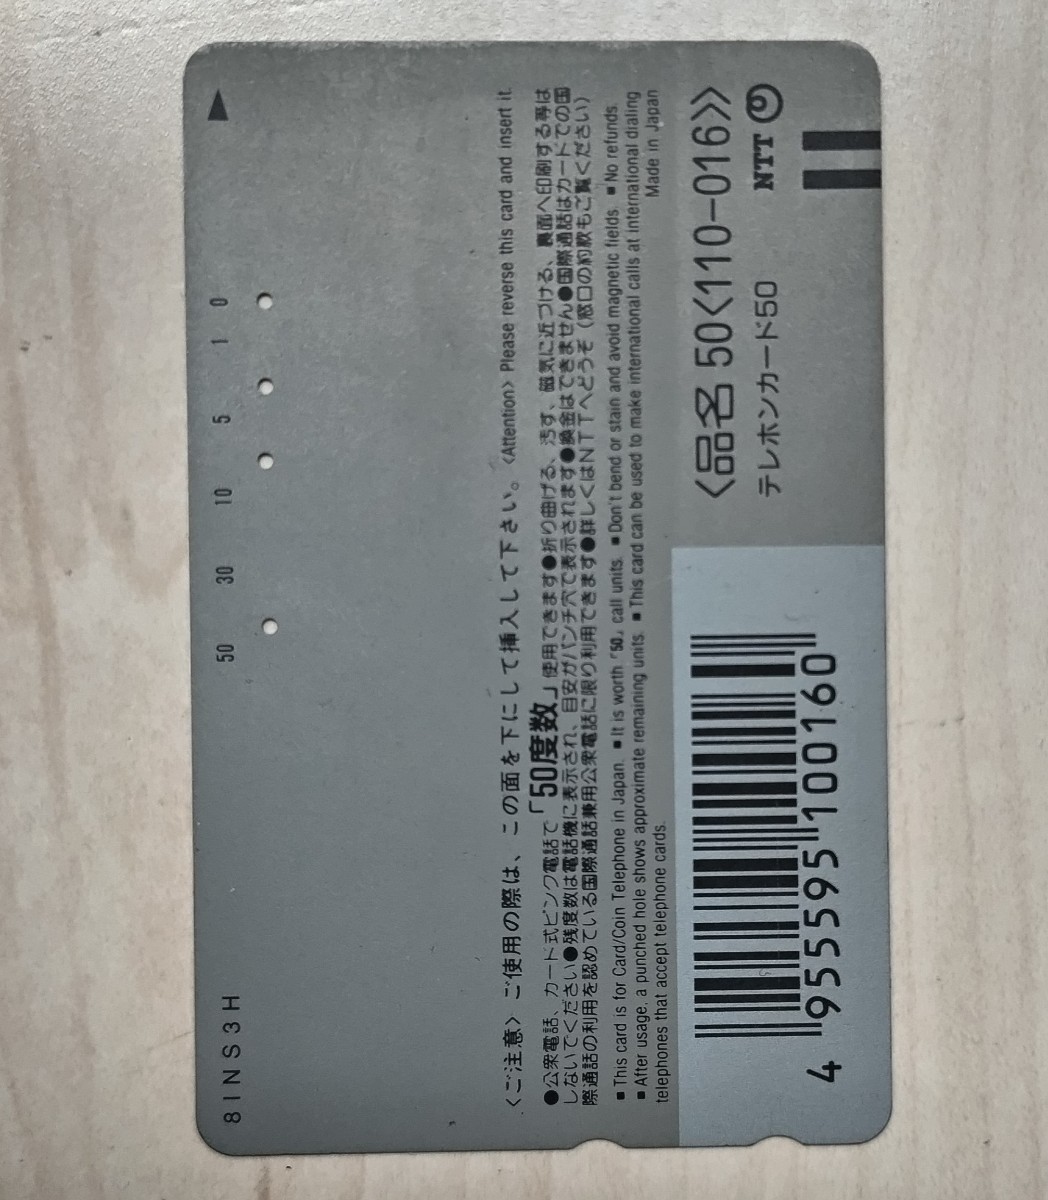 81NS3H
50 30 10 5 1 0
〈ご注意〉ご使用の際は、この面を下にして挿入して下さい。〈Attention〉Please reverse this card and insert it.
●公衆電話、カード式ピンク電話で「50度数」使用できます●折り曲げる、汚す、磁気に近づける、裏面へ印刷する等は
しないでください●残度数は電話機に表示され、目安がパンチ穴で表示されます●換金はできません●国際通話はカードでの国
際通話の利用を認めている国際通話兼用公衆電話に限り利用できます●詳しくはNTTへどうぞ（窓口の約款もご覧ください）
■This card is for Card/Coin Telephone in Japan. ■It is worth「50」call units. ■Don't bend or stain and avoid magnetic fields. ■No refunds.
■After usage, a punched hole shows approximate remaining units. ■This card can be used to make international calls at international dialing
telephones that accept telephone cards. Made in Japan
〈品名 50〈110-016〉〉
テレホンカード50 NTT
4 955595 100160